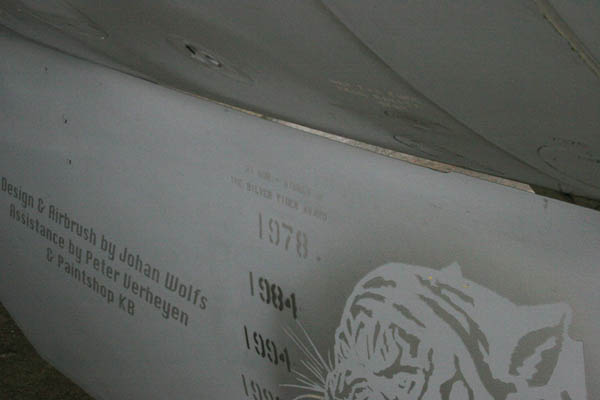 Design & Airbrush by Johan Wolfs
Assistance by Peter Verheyen
& Paintshop KB
THE SILVER TIGER AWARD
1978.
1984
1994